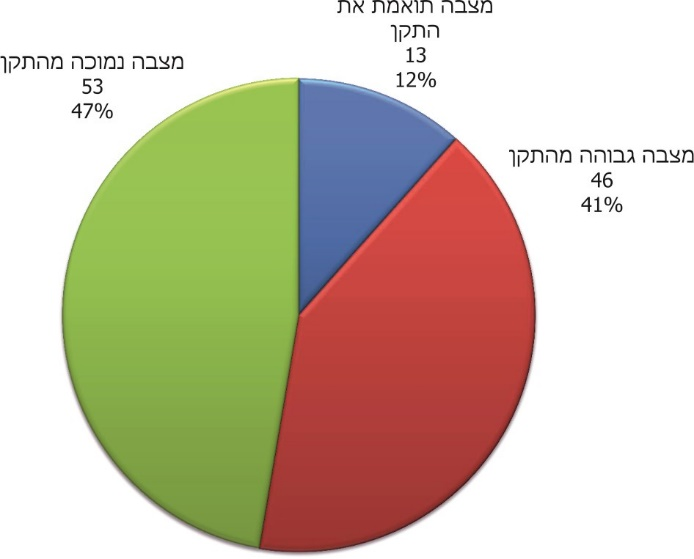 מצבה תואמת את
התקן
13
12%
מצבה נמוכה מהתקן
53
47%
מצבה גבוהה מהתקן
46
41%